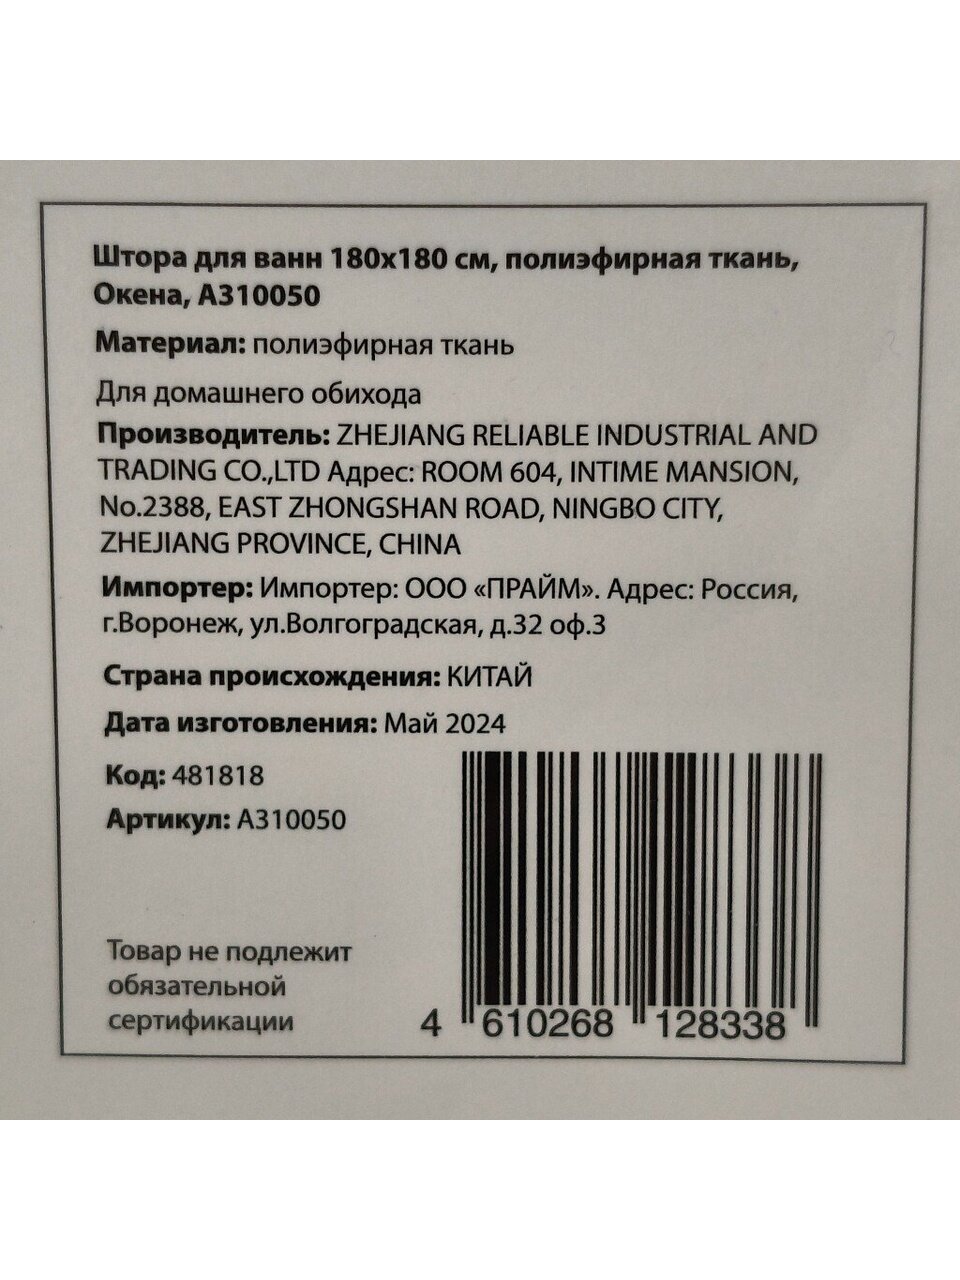 Штора для ванн 180х180 см, полиэфирная ткань,
Окена, А310050
Материал: полиэфирная ткань
Для домашнего обихода
Производитель: ZHEJIANG RELIABLE INDUSTRIAL AND
TRADING CO.,LTD Адрес: ROOM 604, INTIME MANSION,
No.2388, EAST ZHONGSHAN ROAD, NINGBO CITY,
ZHEJIANG PROVINCE, CHINA
Импортер: Импортер: ООО «ПРАЙМ». Адрес: Россия,
г.Воронеж, ул.Волгоградская, д.32 оф.3
Страна происхождения: КИТАЙ
Дата изготовления: Май 2024
Код: 481818
Артикул: А310050
Товар не подлежит
обязательной
сертификации
4 610268 128338